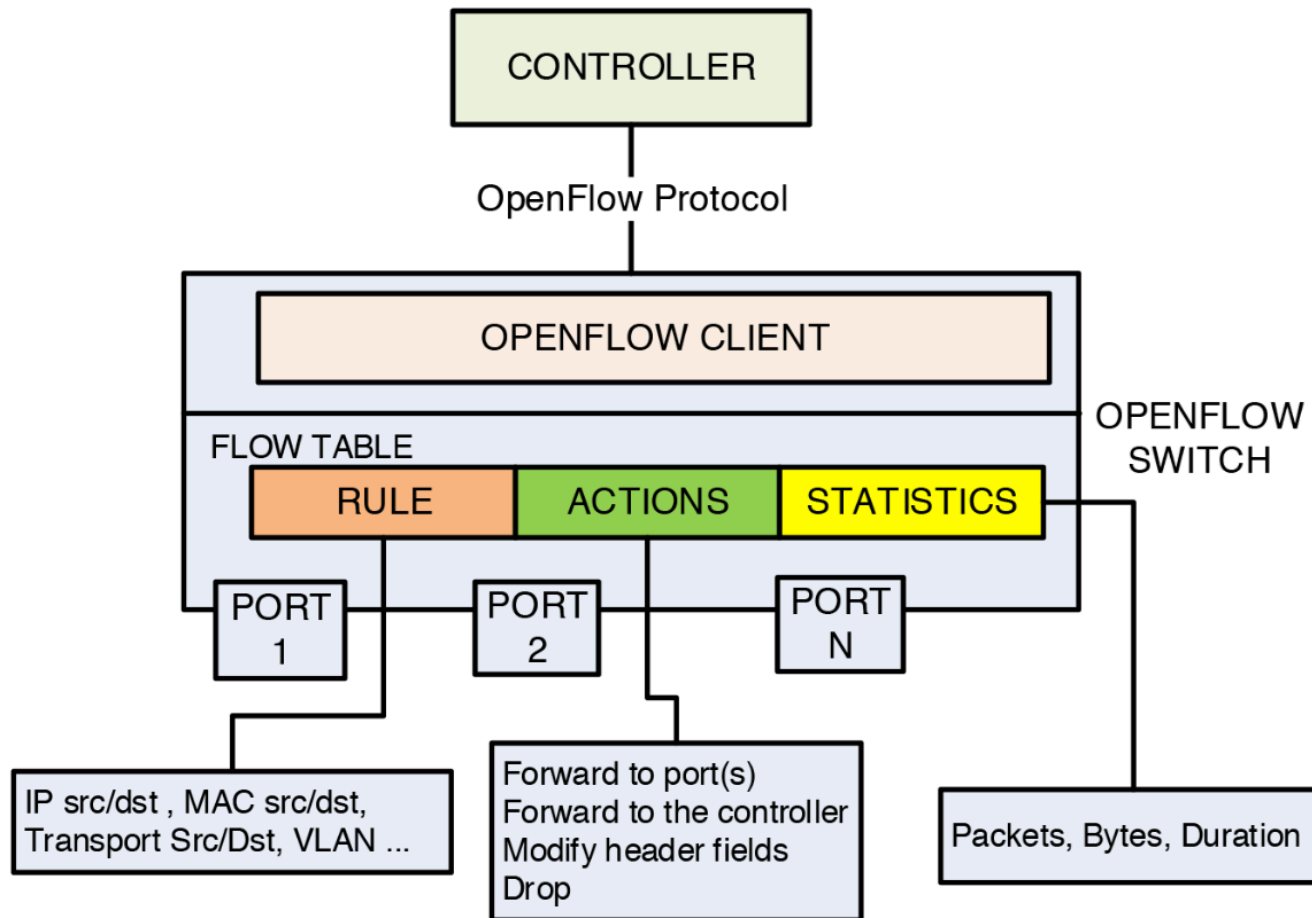 CONTROLLER
OpenFlow Protocol
OPENFLOW CLIENT
OPENFLOW
SWITCH
FLOW TABLE
RULE
ACTIONS
STATISTICS
PORT
1
PORT
2
PORT
N
IP src/dst , MAC src/dst,
Transport Src/Dst, VLAN ...
Forward to port(s)
Forward to the controller
Modify header fields
Drop
Packets, Bytes, Duration